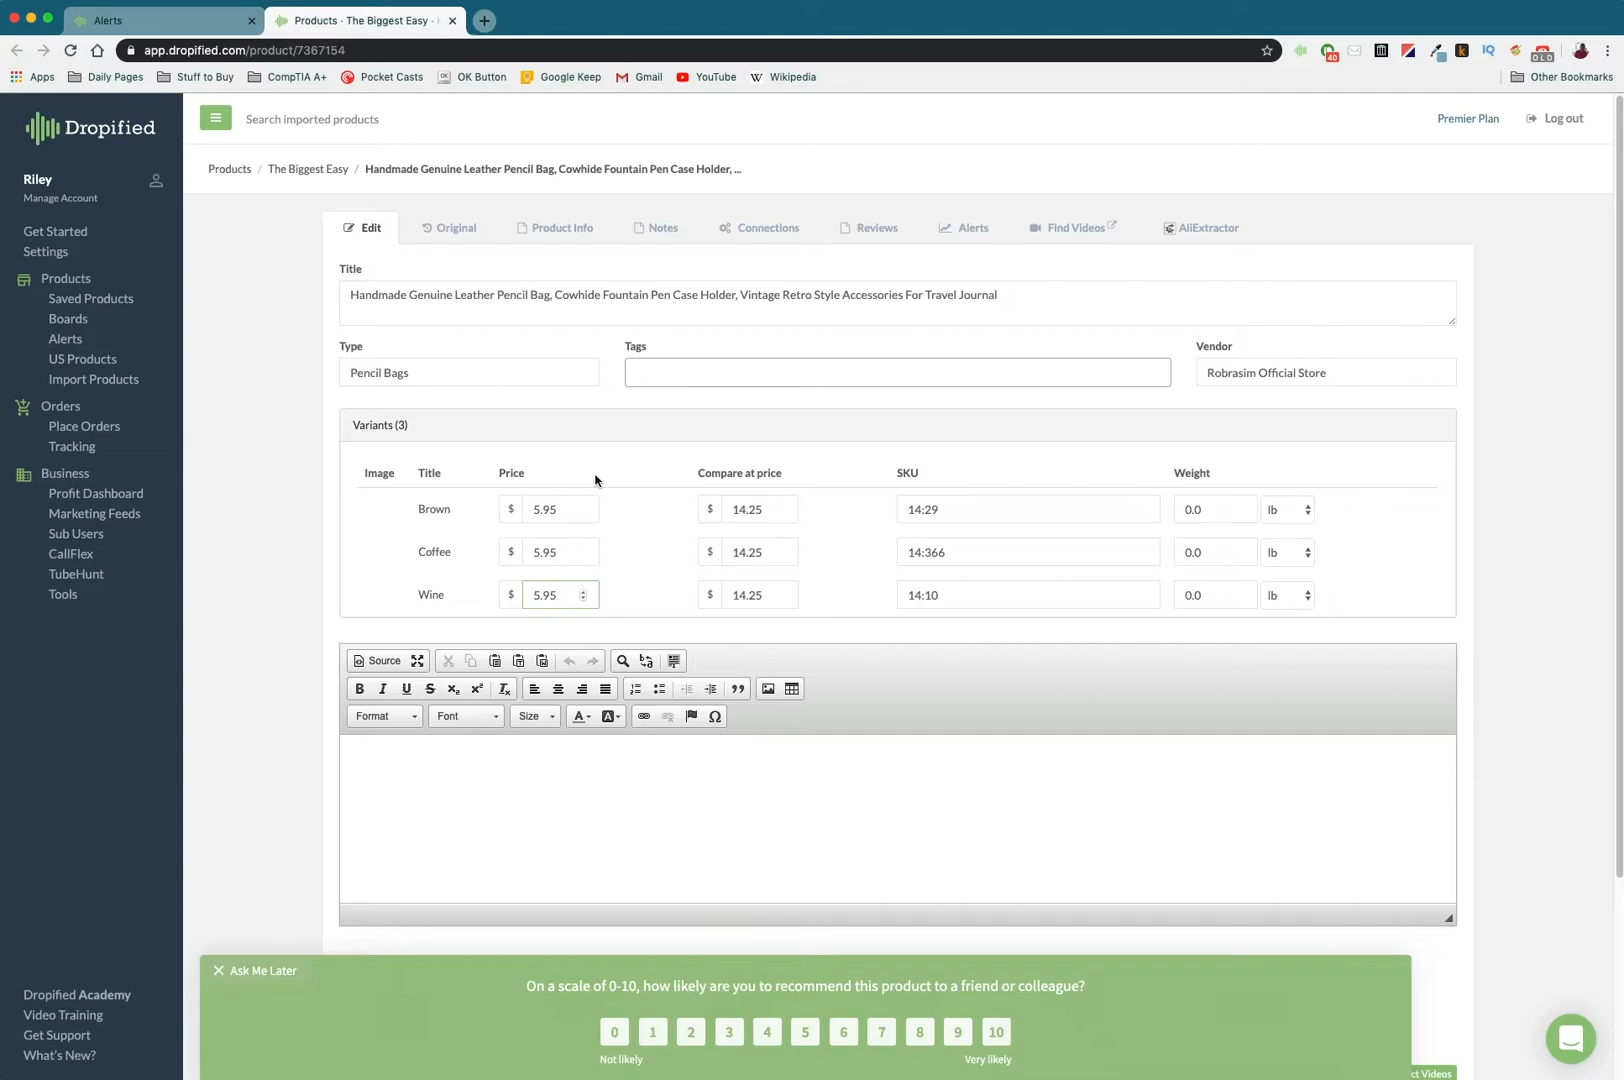 Alerts
Products · The Biggest Easy ·
app.dropified.com/product/7367154
40
IQ
OLD
Apps
Daily Pages
Stuff to Buy
CompTIA A+
Pocket Casts
OK Button
Google Keep
Gmail
YouTube
Wikipedia
Other Bookmarks
Dropified
Search imported products
Premier Plan
Log out
Riley
Manage Account
Get Started
Settings
Products
Saved Products
Boards
Alerts
US Products
Import Products
Orders
Place Orders
Tracking
Business
Profit Dashboard
Marketing Feeds
Sub Users
CallFlex
TubeHunt
Tools
Dropified Academy
Video Training
Get Support
What's New?
Products / The Biggest Easy / Handmade Genuine Leather Pencil Bag, Cowhide Fountain Pen Case Holder, ...
Edit
Original
Product Info
Notes
Connections
Reviews
Alerts
Find Videos
AliExtractor
Title
Handmade Genuine Leather Pencil Bag, Cowhide Fountain Pen Case Holder, Vintage Retro Style Accessories For Travel Journal
Type
Tags
Vendor
Pencil Bags
Robrasim Official Store
Variants (3)
Image Title Price Compare at price SKU Weight
Brown $ 5.95 $ 14.25 14:29 0.0 lb
Coffee $ 5.95 $ 14.25 14:366 0.0 lb
Wine $ 5.95 $ 14.25 14:10 0.0 lb
Source
Format
Font
Size
Ask Me Later
On a scale of 0-10, how likely are you to recommend this product to a friend or colleague?
0 1 2 3 4 5 6 7 8 9 10
Not likely
Very likely
ct Videos